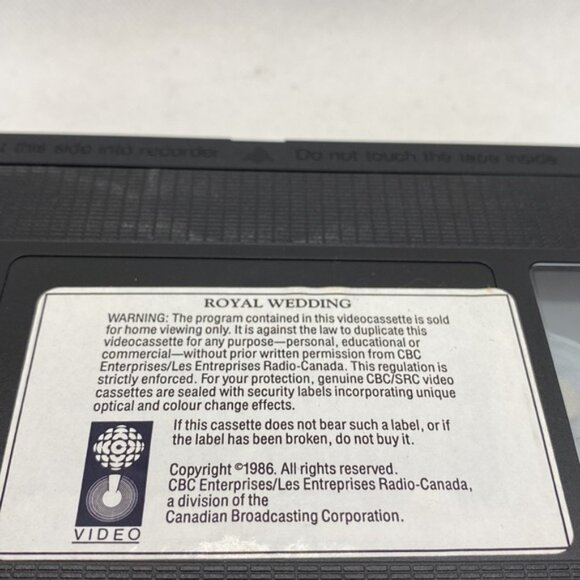 this side into recorder Do not touch the tape inside
ROYAL WEDDING
WARNING: The program contained in this videocassette is sold
for home viewing only. It is against the law to duplicate this
videocassette for any purpose—personal, educational or
commercial—without prior written permission from CBC
Enterprises/Les Entreprises Radio-Canada. This regulation is
strictly enforced. For your protection, genuine CBC/SRC video
cassettes are sealed with security labels incorporating unique
optical and colour change effects.
If this cassette does not bear such a label, or if
the label has been broken, do not buy it.
Copyright ©1986. All rights reserved.
CBC Enterprises/Les Entreprises Radio-Canada,
a division of the
Canadian Broadcasting Corporation.
VIDEO